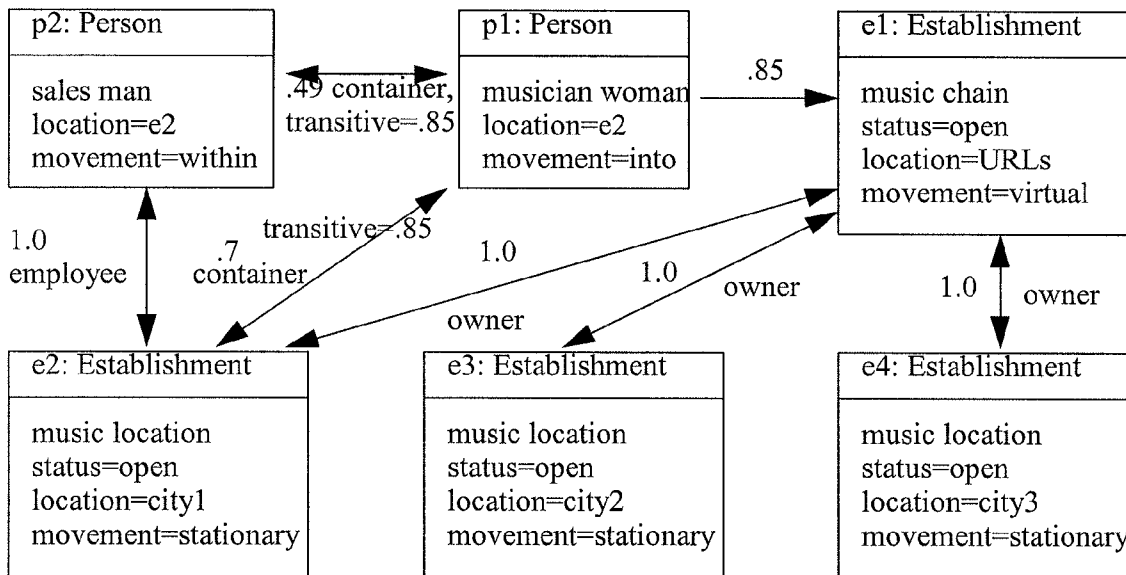 p2: Person
sales man
location=e2
movement=within
.49 container,
transitive=.85
p1: Person
musician woman
location=e2
movement=into
.85
e1: Establishment
music chain
status=open
location=URLs
movement=virtual
1.0
employee
transitive=.85
.7
container
1.0
owner
1.0
owner
1.0
owner
e2: Establishment
music location
status=open
location=city1
movement=stationary
e3: Establishment
music location
status=open
location=city2
movement=stationary
e4: Establishment
music location
status=open
location=city3
movement=stationary